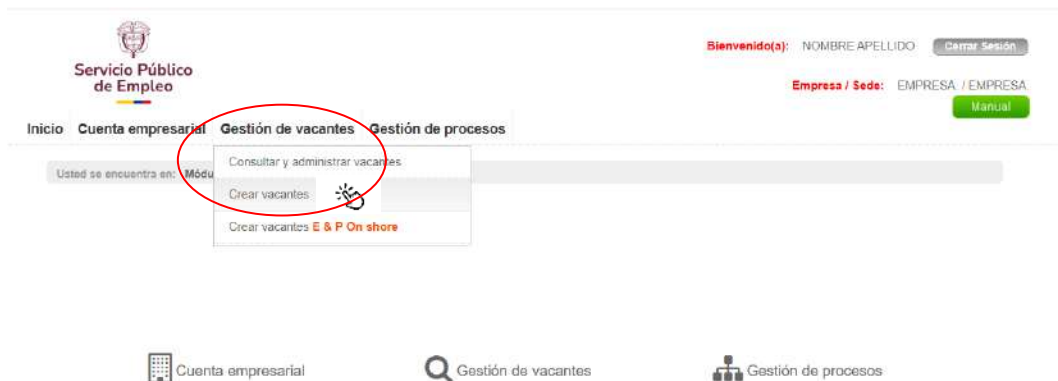 Servicio Público
de Empleo
Bienvenido(a): NOMBRE APELLIDO Cerrar Sesión
Empresa / Sede: EMPRESA / EMPRESA
Manual
Inicio Cuenta empresarial Gestión de vacantes Gestión de procesos
Usted se encuentra en: Módu
Consultar y administrar vacantes
Crear vacantes
Crear vacantes E & P On shore
Cuenta empresarial Gestión de vacantes Gestión de procesos